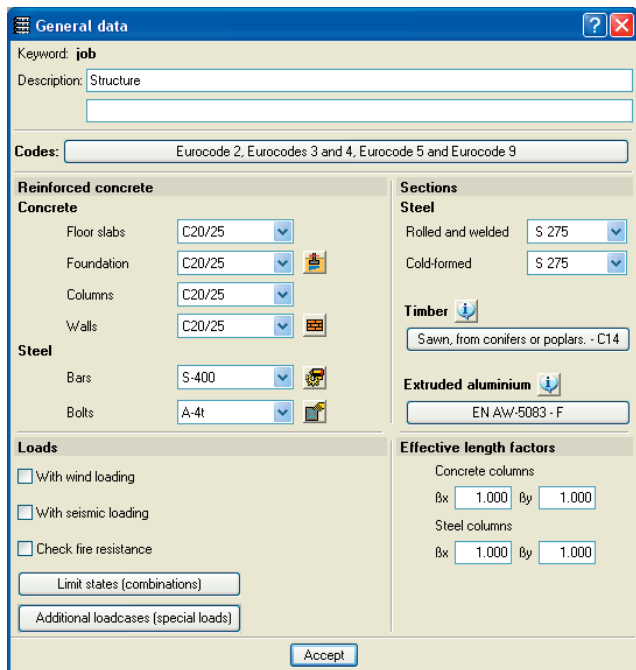 General data
Keyword: job
Description: Structure
Codes: Eurocode 2, Eurocodes 3 and 4, Eurocode 5 and Eurocode 9
Reinforced concrete
Concrete
Floor slabs C20/25
Foundation C20/25
Columns C20/25
Walls C20/25
Steel
Bars S-400
Bolts A-4t
Sections
Steel
Rolled and welded S 275
Cold-formed S 275
Timber
Sawn, from conifers or poplars. - C14
Extruded aluminium
EN AW-5083 - F
Loads
With wind loading
With seismic loading
Check fire resistance
Limit states (combinations)
Additional loadcases (special loads)
Effective length factors
Concrete columns
βx 1.000 βy 1.000
Steel columns
βx 1.000 βy 1.000
Accept